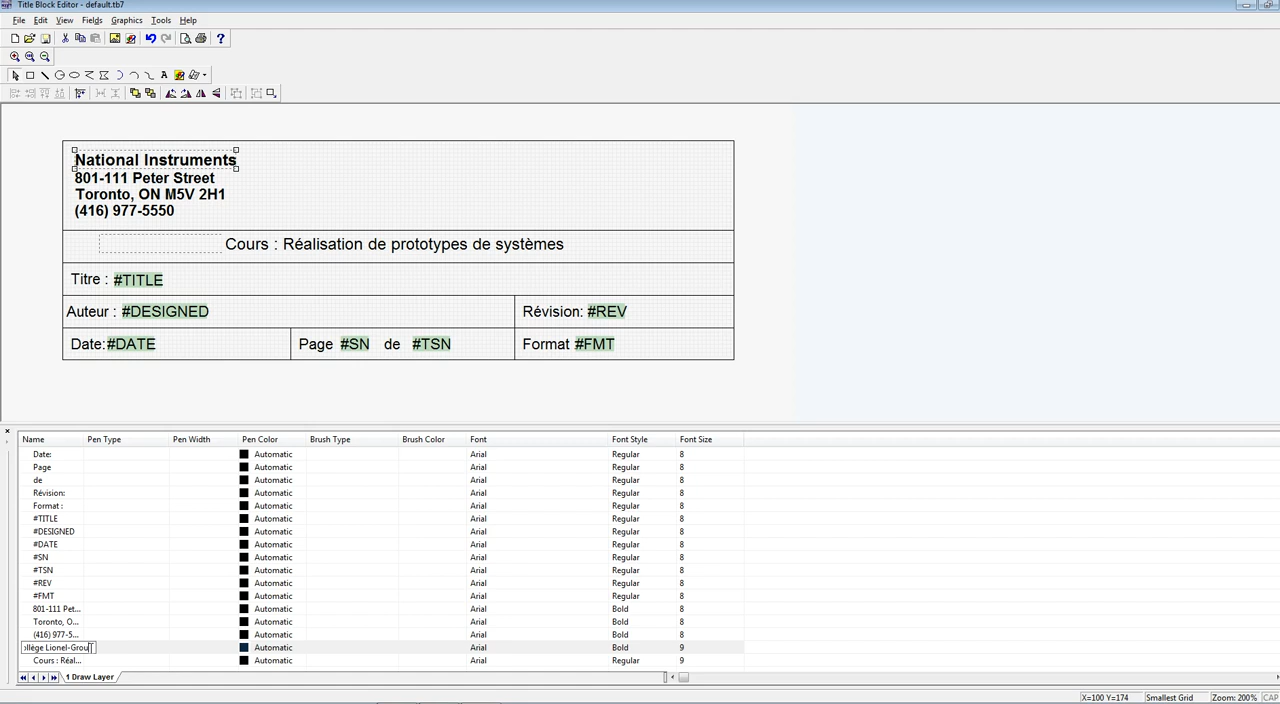 Title Block Editor - default.tb7
File Edit View Fields Graphics Tools Help
National Instruments
801-111 Peter Street
Toronto, ON M5V 2H1
(416) 977-5550
Cours : Réalisation de prototypes de systèmes
Titre : #TITLE
Auteur : #DESIGNED Révision: #REV
Date:#DATE Page #SN de #TSN Format #FMT
Name Pen Type Pen Width Pen Color Brush Type Brush Color Font Font Style Font Size
Date: Automatic Arial Regular 8
Page Automatic Arial Regular 8
de Automatic Arial Regular 8
Révision: Automatic Arial Regular 8
Format : Automatic Arial Regular 8
#TITLE Automatic Arial Regular 8
#DESIGNED Automatic Arial Regular 8
#DATE Automatic Arial Regular 8
#SN Automatic Arial Regular 8
#TSN Automatic Arial Regular 8
#REV Automatic Arial Regular 8
#FMT Automatic Arial Regular 8
801-111 Pet... Automatic Arial Bold 8
Toronto, O... Automatic Arial Bold 8
(416) 977-5... Automatic Arial Bold 8
ollège Lionel-Grou Automatic Arial Bold 9
Cours : Réal... Automatic Arial Regular 9
1 Draw Layer
X=100 Y=174 Smallest Grid Zoom: 200% CAP